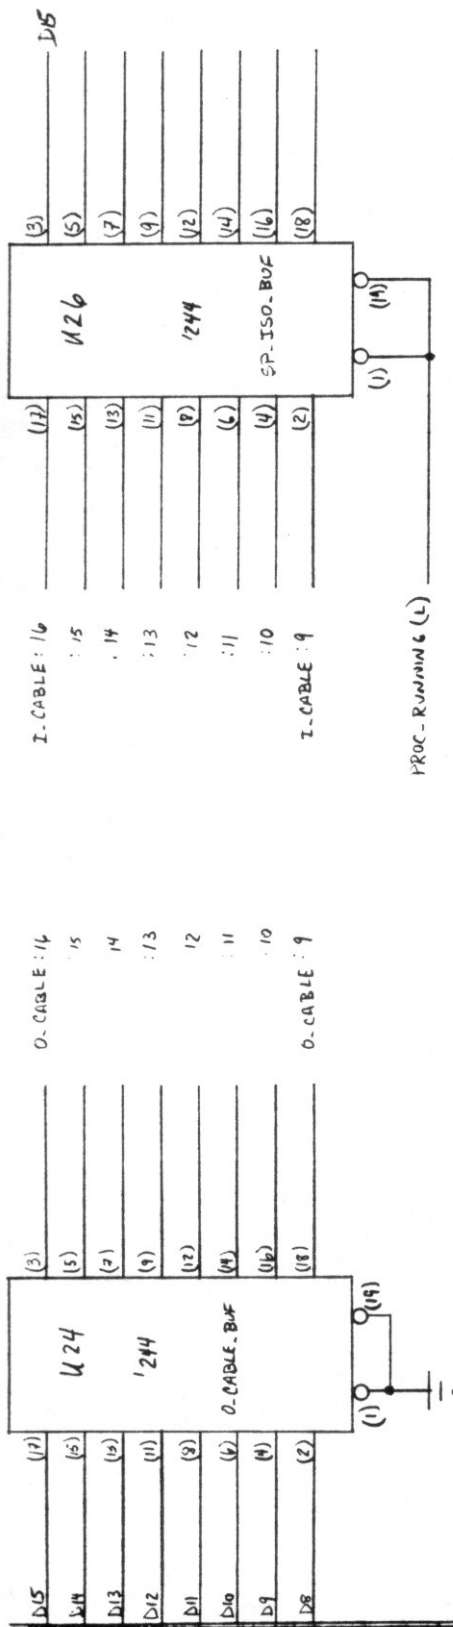 D15 (17) (3) O_CABLE:16
D14 (15) (5) 15
D13 (13) (7) 14
D12 (11) U24 (9) :13
D11 (8) '244 (12) 12
D10 (6) (14) :11
D9 (4) O_CABLE_BUF (16) 10
D8 (2) (18) O_CABLE:9
(1) (19)
I_CABLE:16 (17) (3) D15
:15 (15) (5)
.14 (13) U26 (7)
:13 (11) (9)
12 (8) '244 (12)
:11 (6) (14)
:10 (4) SP_ISO_BUF (16)
I_CABLE:9 (2) (18)
(1) (19)
PROC_RUNNING (L)